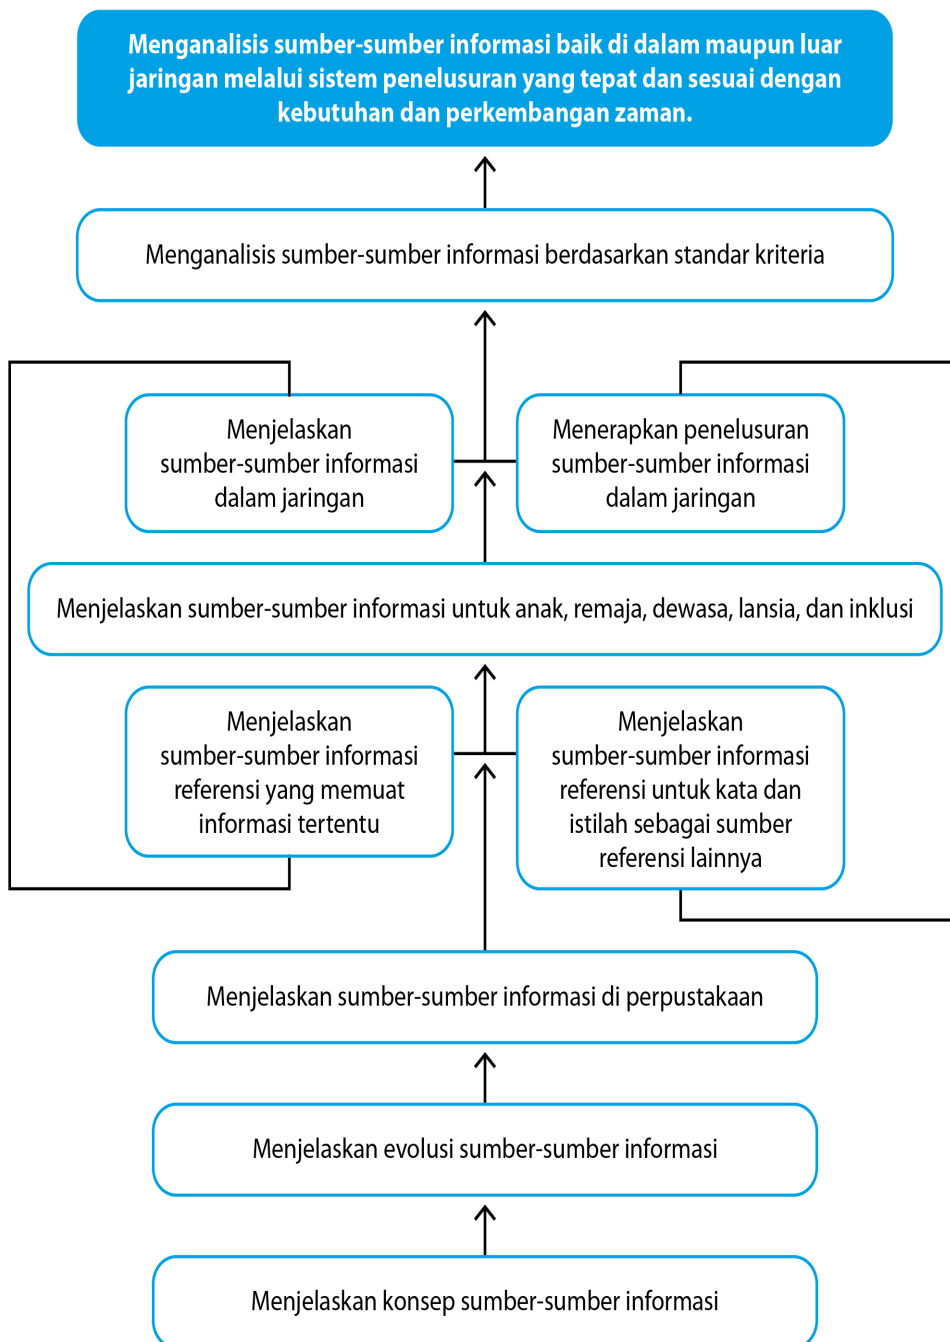 Menganalisis sumber-sumber informasi baik di dalam maupun luar
jaringan melalui sistem penelusuran yang tepat dan sesuai dengan
kebutuhan dan perkembangan zaman.
Menganalisis sumber-sumber informasi berdasarkan standar kriteria
Menjelaskan
sumber-sumber informasi
dalam jaringan
Menerapkan penelusuran
sumber-sumber informasi
dalam jaringan
Menjelaskan sumber-sumber informasi untuk anak, remaja, dewasa, lansia, dan inklusi
Menjelaskan
sumber-sumber informasi
referensi yang memuat
informasi tertentu
Menjelaskan
sumber-sumber informasi
referensi untuk kata dan
istilah sebagai sumber
referensi lainnya
Menjelaskan sumber-sumber informasi di perpustakaan
Menjelaskan evolusi sumber-sumber informasi
Menjelaskan konsep sumber-sumber informasi